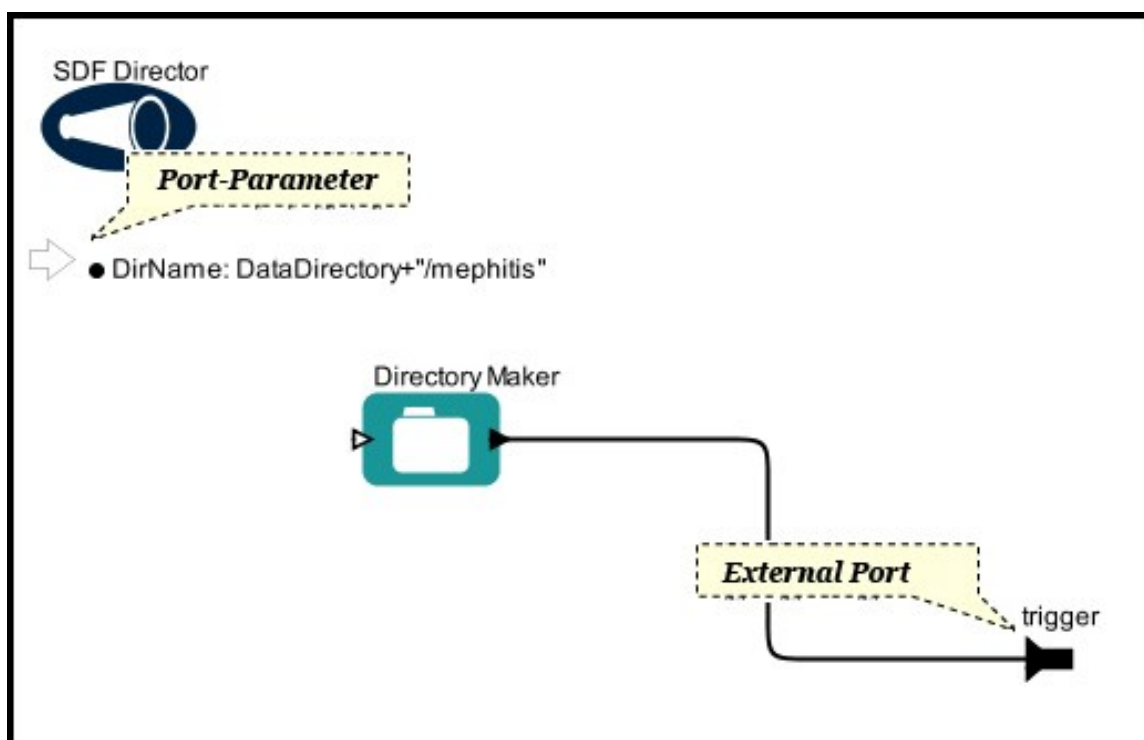 SDF Director
Port-Parameter
DirName: DataDirectory+"/mephitis"
Directory Maker
External Port
trigger